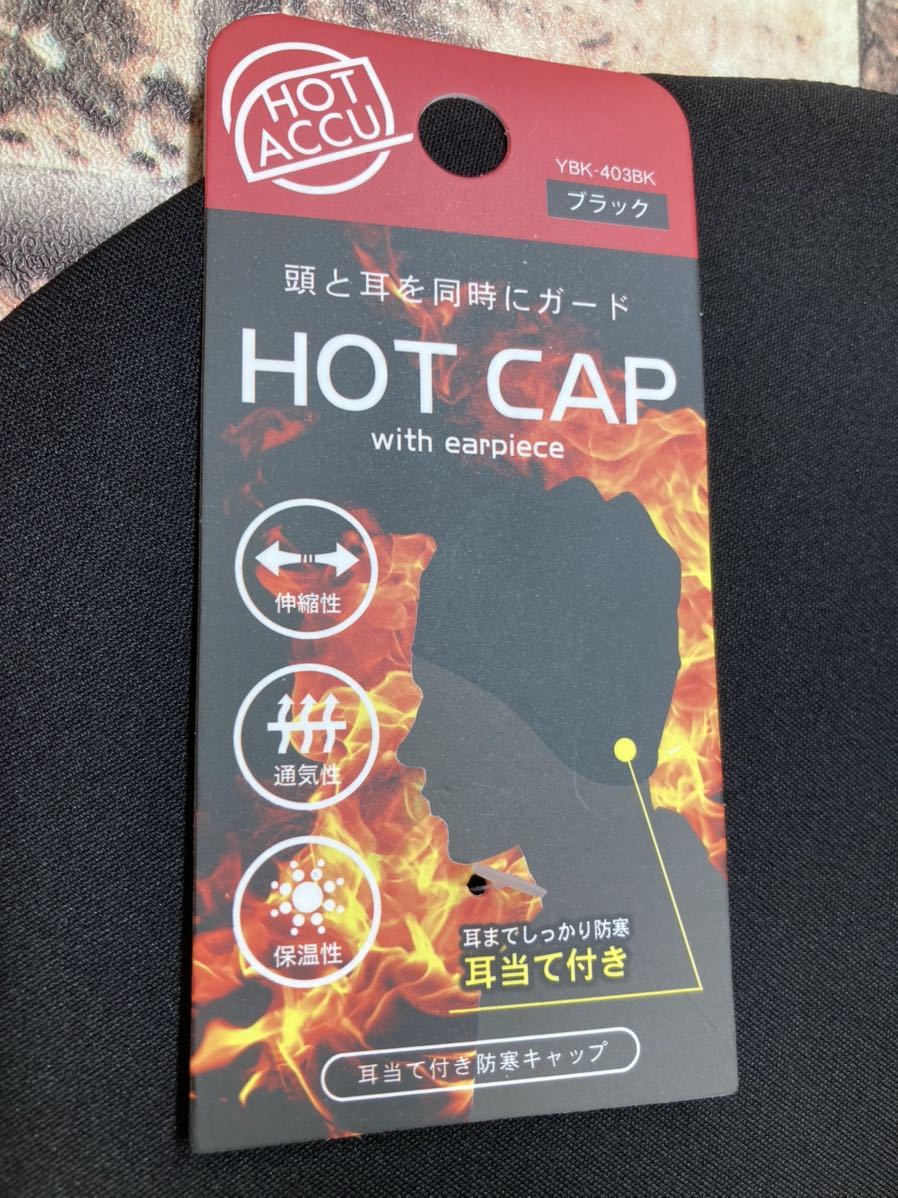 HOT
ACCU
YBK-403BK
ブラック
頭と耳を同時にガード
HOT CAP
with earpiece
伸縮性
通気性
保温性
耳までしっかり防寒
耳当て付き
耳当て付き防寒キャップ